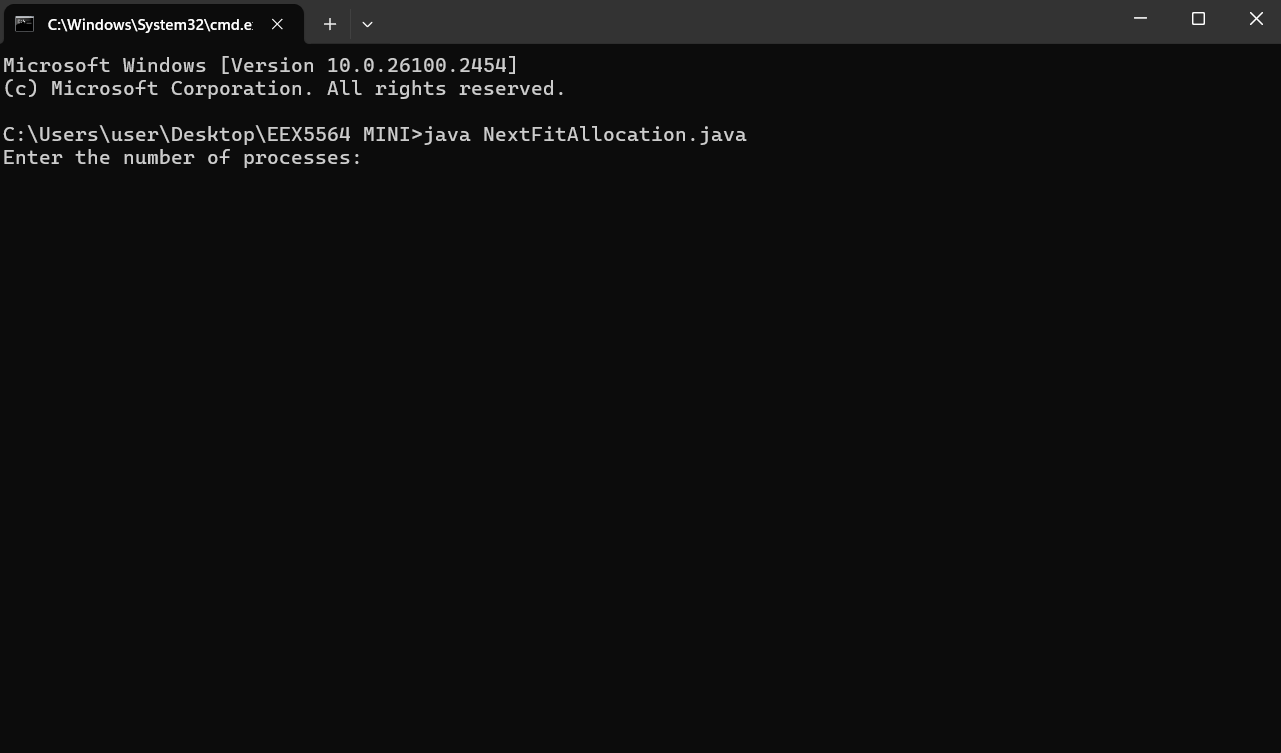 C:\Windows\System32\cmd.e
Microsoft Windows [Version 10.0.26100.2454]
(c) Microsoft Corporation. All rights reserved.
C:\Users\user\Desktop\EEX5564 MINI>java NextFitAllocation.java
Enter the number of processes: